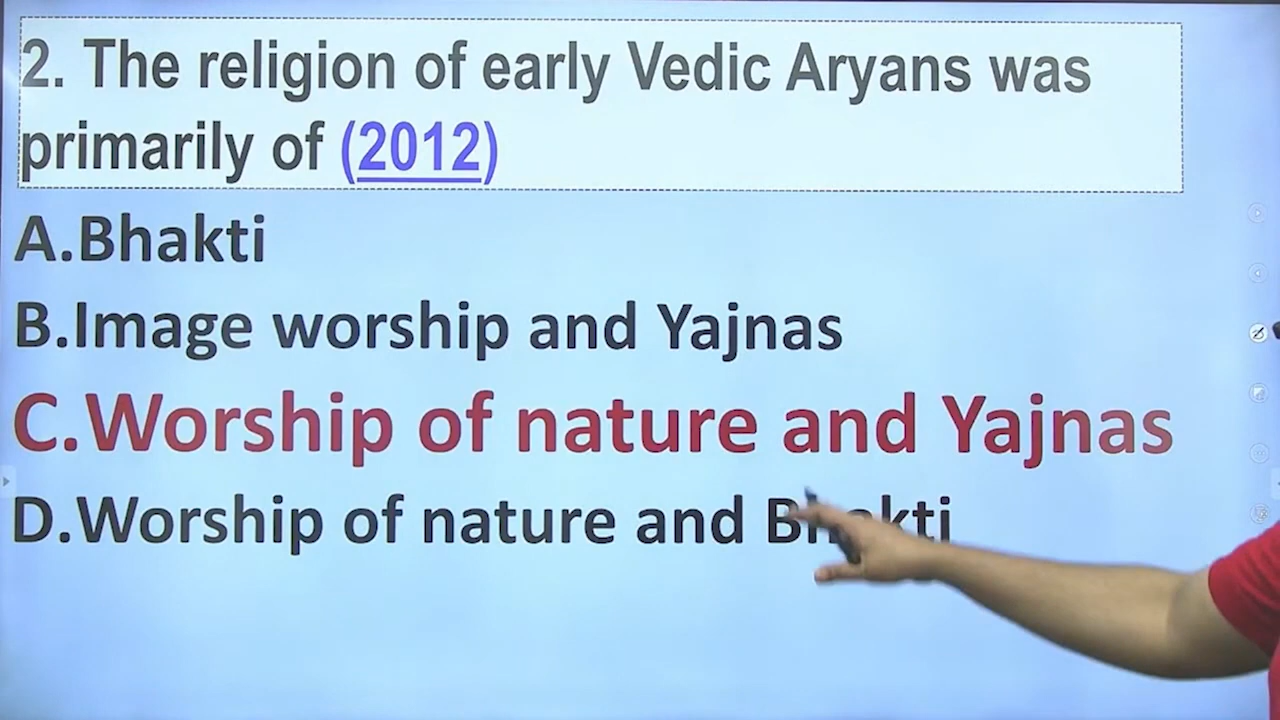 2. The religion of early Vedic Aryans was
primarily of (2012)
A.Bhakti
B.Image worship and Yajnas
C.Worship of nature and Yajnas
D.Worship of nature and Bhakti